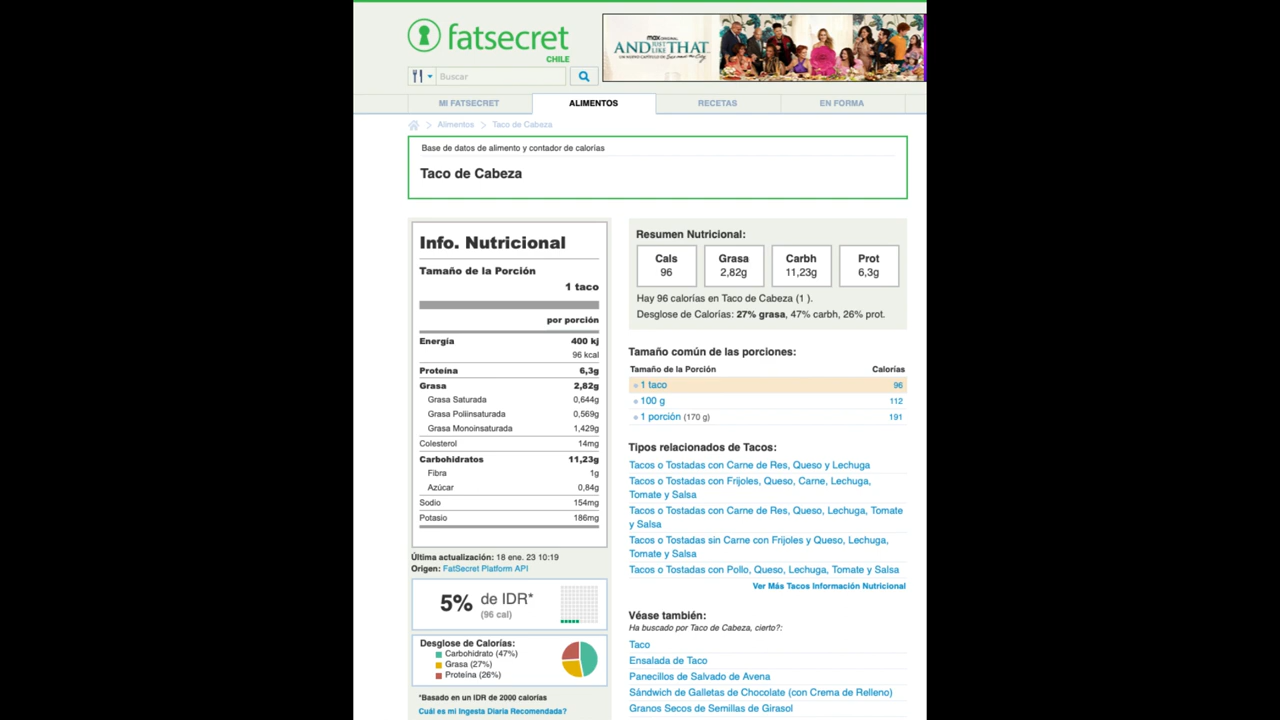 fatsecret
CHILE
max ORIGINAL
AND JUST LIKE THAT...
Buscar
MI FATSECRET
ALIMENTOS
RECETAS
EN FORMA
Alimentos
Taco de Cabeza
Base de datos de alimento y contador de calorías
Taco de Cabeza
Info. Nutricional
Tamaño de la Porción
1 taco
por porción
Energía 400 kj
96 kcal
Proteína 6,3g
Grasa 2,82g
Grasa Saturada 0,644g
Grasa Poliinsaturada 0,569g
Grasa Monoinsaturada 1,429g
Colesterol 14mg
Carbohidratos 11,23g
Fibra 1g
Azúcar 0,84g
Sodio 154mg
Potasio 186mg
Última actualización: 18 ene. 23 10:19
Origen: FatSecret Platform API
5% de IDR*
(96 cal)
Desglose de Calorías:
Carbohidrato (47%)
Grasa (27%)
Proteína (26%)
*Basado en un IDR de 2000 calorías
Cuál es mi Ingesta Diaria Recomendada?
Resumen Nutricional:
Cals Grasa Carbh Prot
96 2,82g 11,23g 6,3g
Hay 96 calorías en Taco de Cabeza (1 ).
Desglose de Calorías: 27% grasa, 47% carbh, 26% prot.
Tamaño común de las porciones:
Tamaño de la Porción Calorías
1 taco 96
100 g 112
1 porción (170 g) 191
Tipos relacionados de Tacos:
Tacos o Tostadas con Carne de Res, Queso y Lechuga
Tacos o Tostadas con Frijoles, Queso, Carne, Lechuga,
Tomate y Salsa
Tacos o Tostadas con Carne de Res, Queso, Lechuga, Tomate
y Salsa
Tacos o Tostadas sin Carne con Frijoles y Queso, Lechuga,
Tomate y Salsa
Tacos o Tostadas con Pollo, Queso, Lechuga, Tomate y Salsa
Ver Más Tacos Información Nutricional
Véase también:
Ha buscado por Taco de Cabeza, cierto?:
Taco
Ensalada de Taco
Panecillos de Salvado de Avena
Sándwich de Galletas de Chocolate (con Crema de Relleno)
Granos Secos de Semillas de Girasol